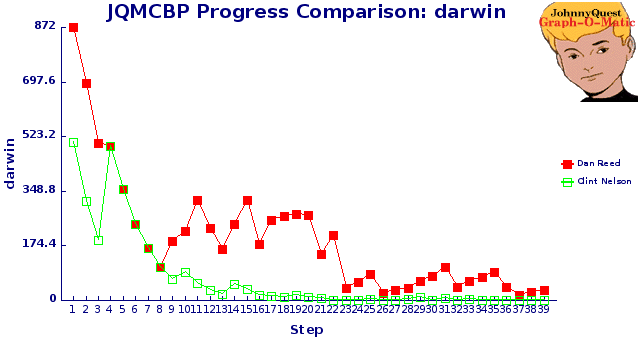 JQMCBP Progress Comparison: darwin
JohnnyQuest
Graph-O-Matic
872
697.6
523.2
348.8
174.4
0
darwin
1 2 3 4 5 6 7 8 9 10 11 12 13 14 15 16 17 18 19 20 21 22 23 24 25 26 27 28 29 30 31 32 33 34 35 36 37 38 39
Step
Dan Reed
Clint Nelson